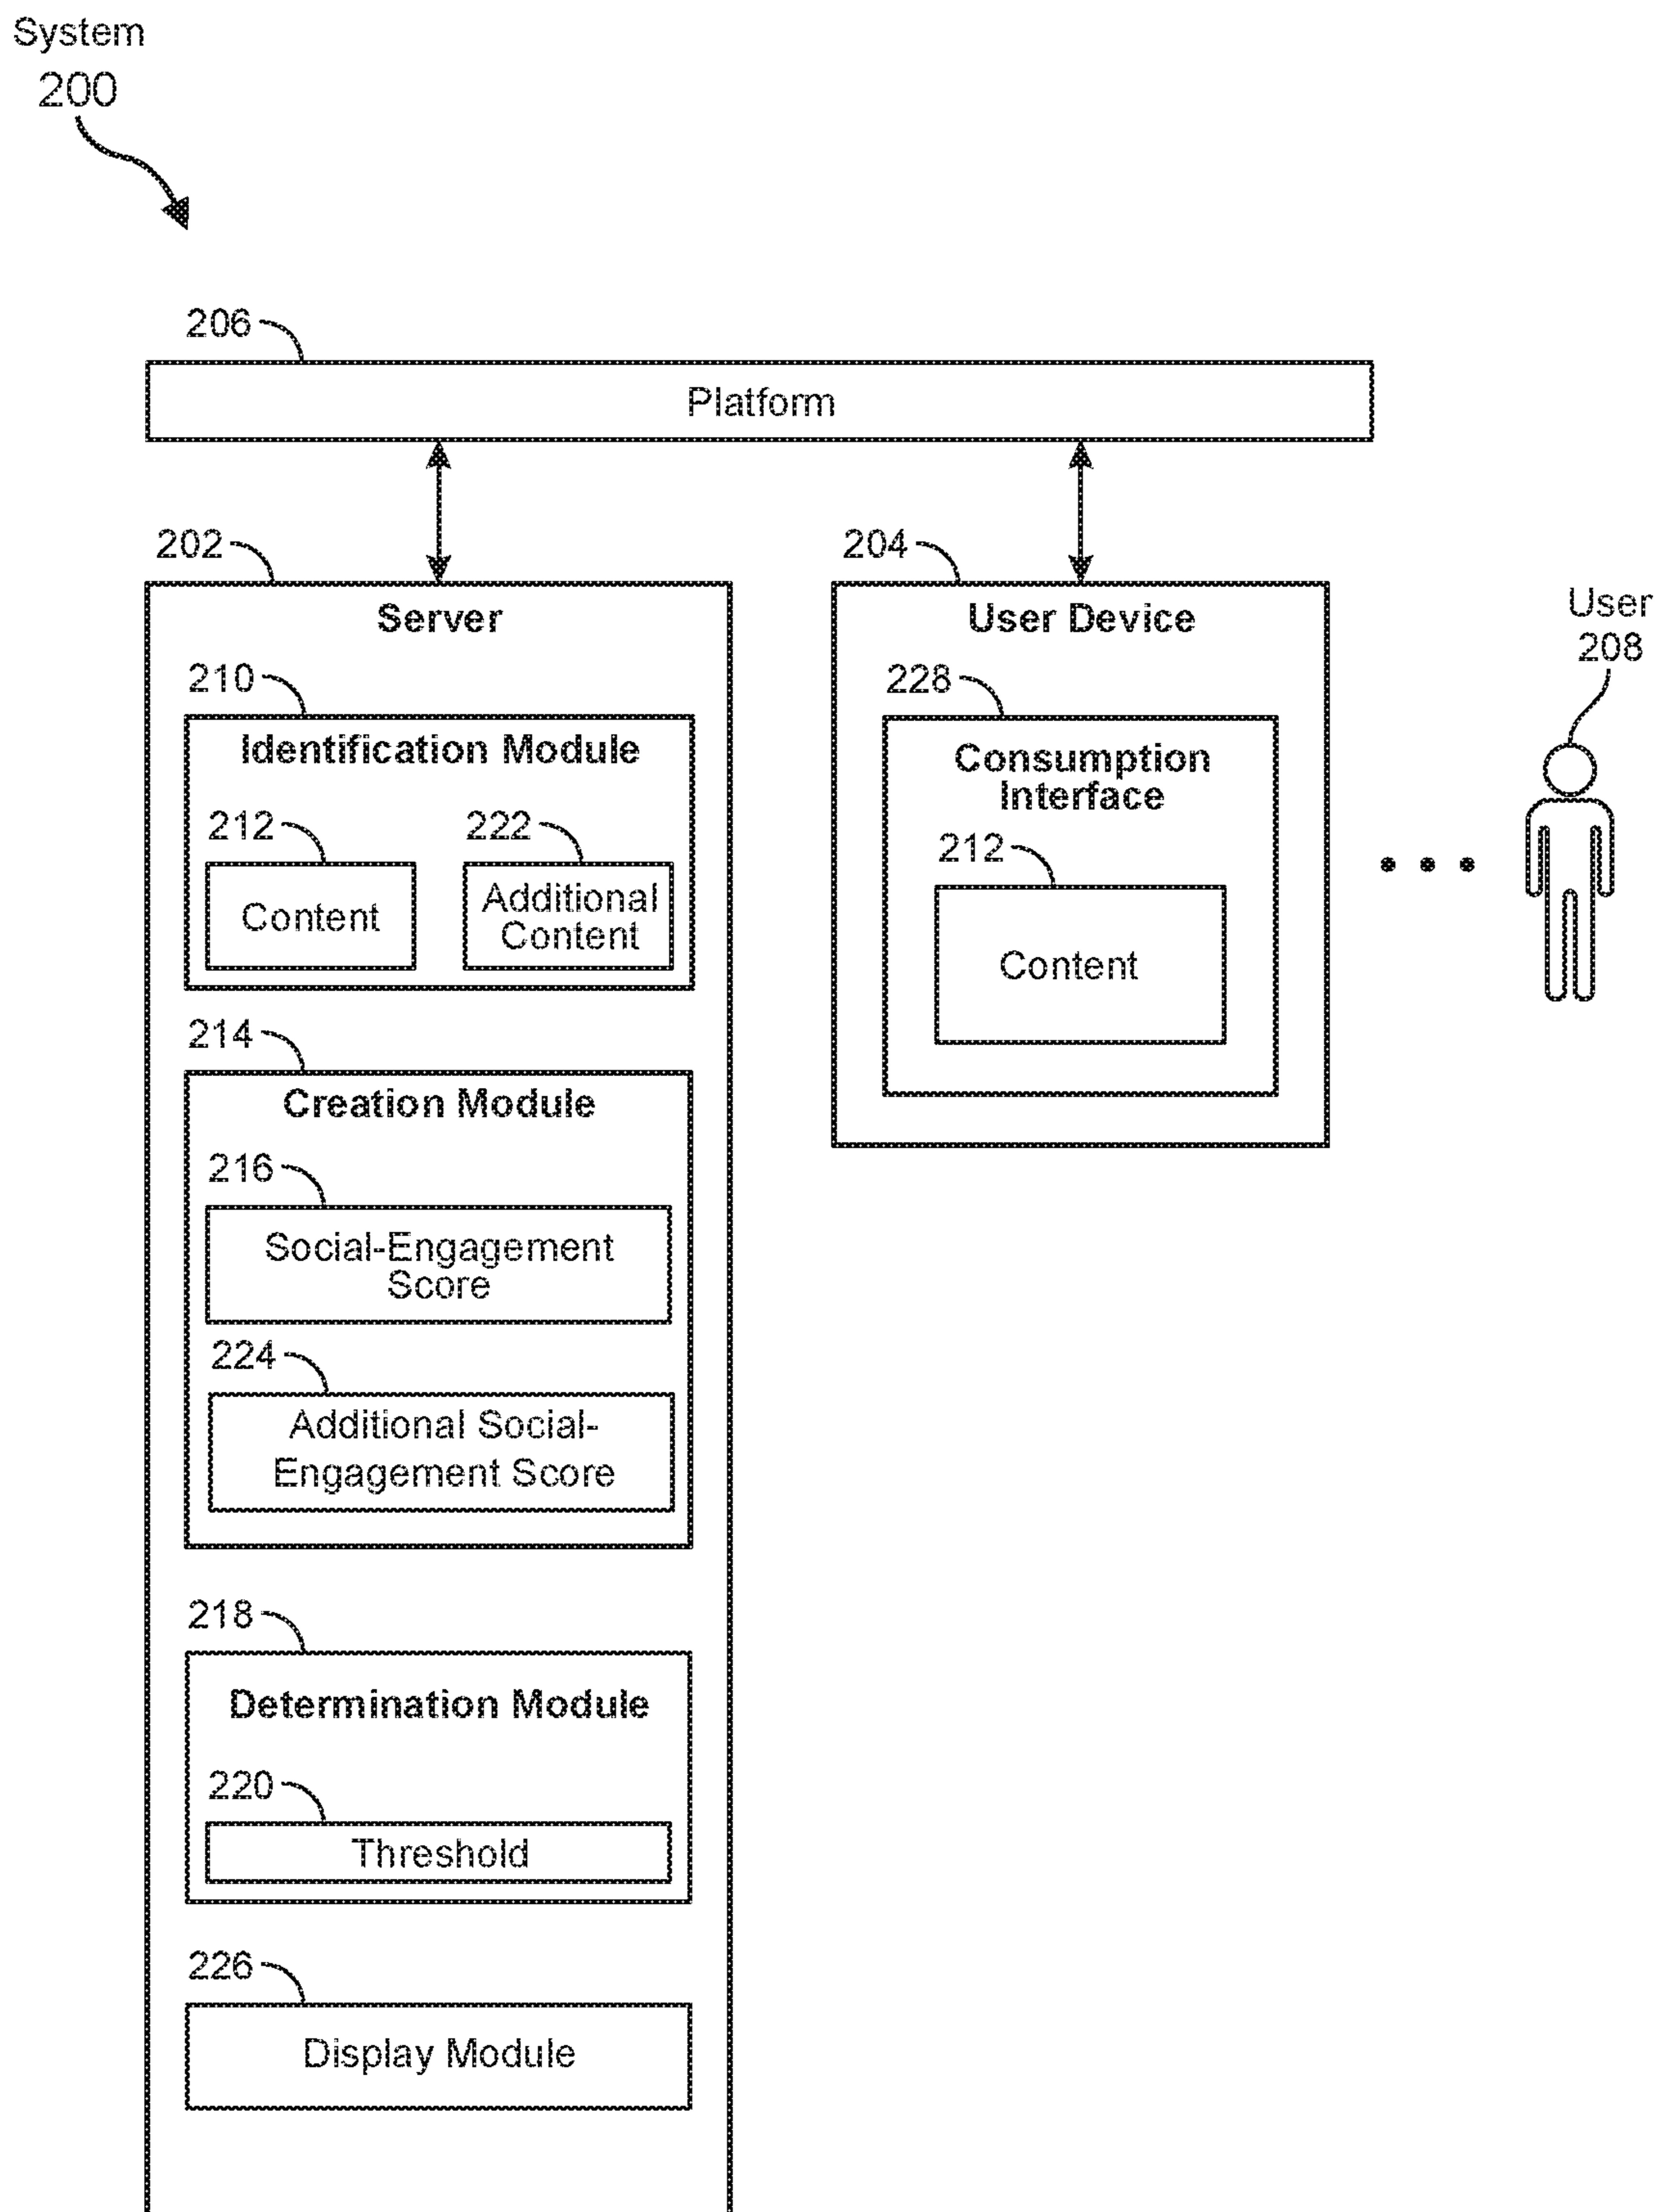 System
200
206
Platform
202
Server
210
Identification Module
212
Content
222
Additional
Content
214
Creation Module
216
Social-Engagement
Score
224
Additional Social-
Engagement Score
218
Determination Module
220
Threshold
226
Display Module
204
User Device
228
Consumption
Interface
212
Content
User
208